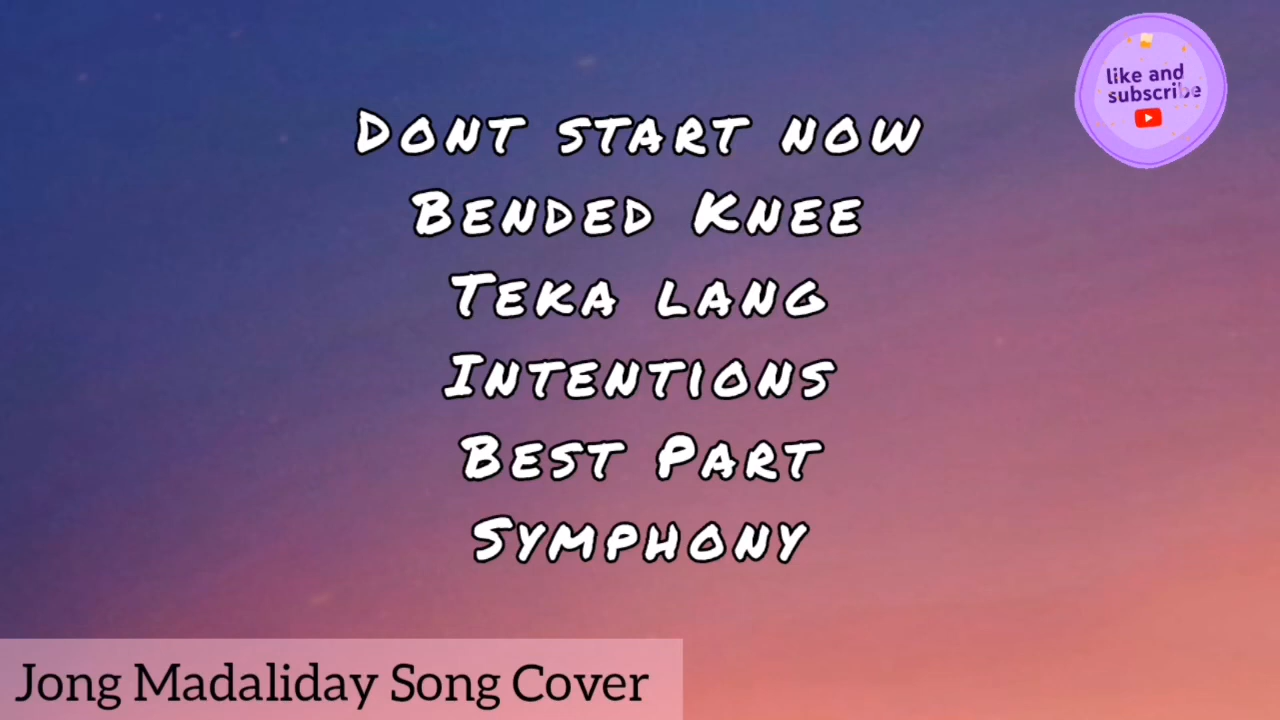 like and
subscribe
Dont start now
Bended Knee
Teka lang
Intentions
Best Part
Symphony
Jong Madaliday Song Cover